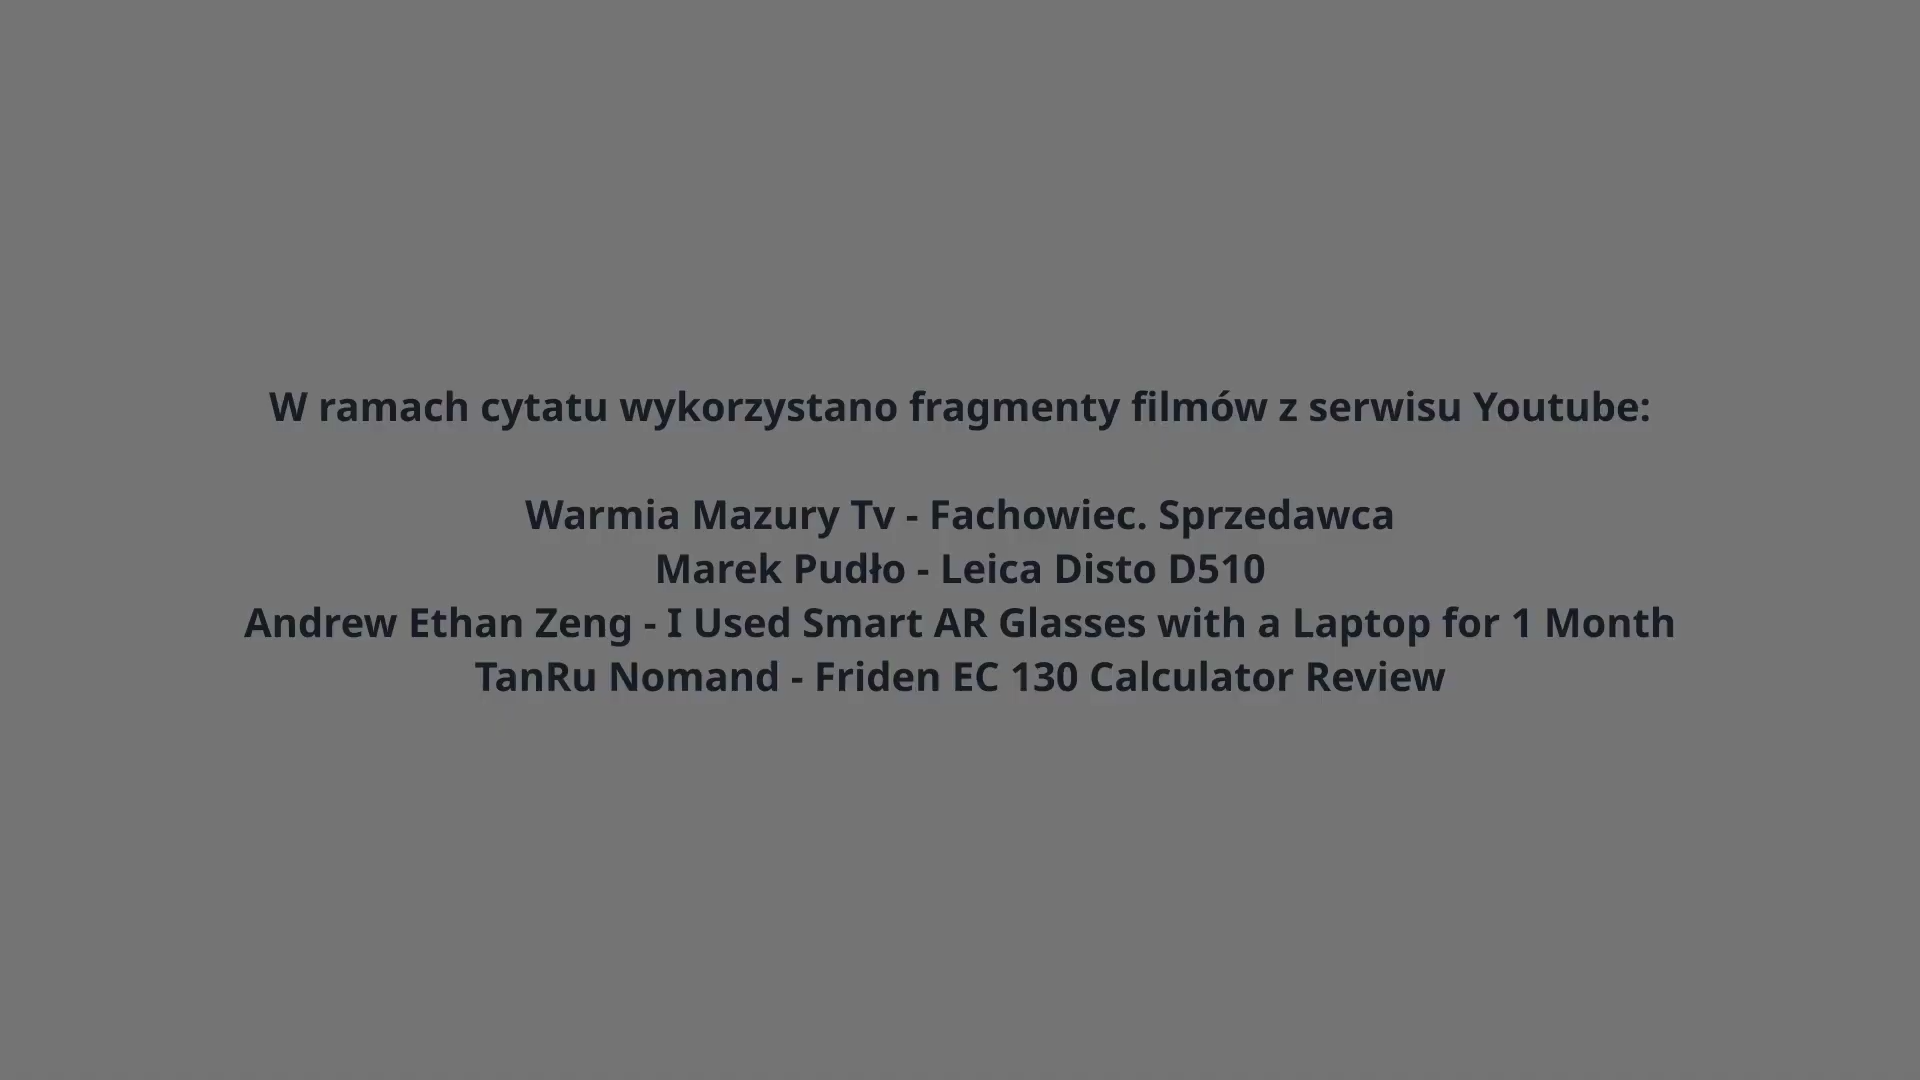 W ramach cytatu wykorzystano fragmenty filmów z serwisu Youtube:
Warmia Mazury Tv - Fachowiec. Sprzedawca
Marek Pudło - Leica Disto D510
Andrew Ethan Zeng - I Used Smart AR Glasses with a Laptop for 1 Month
TanRu Nomand - Friden EC 130 Calculator Review